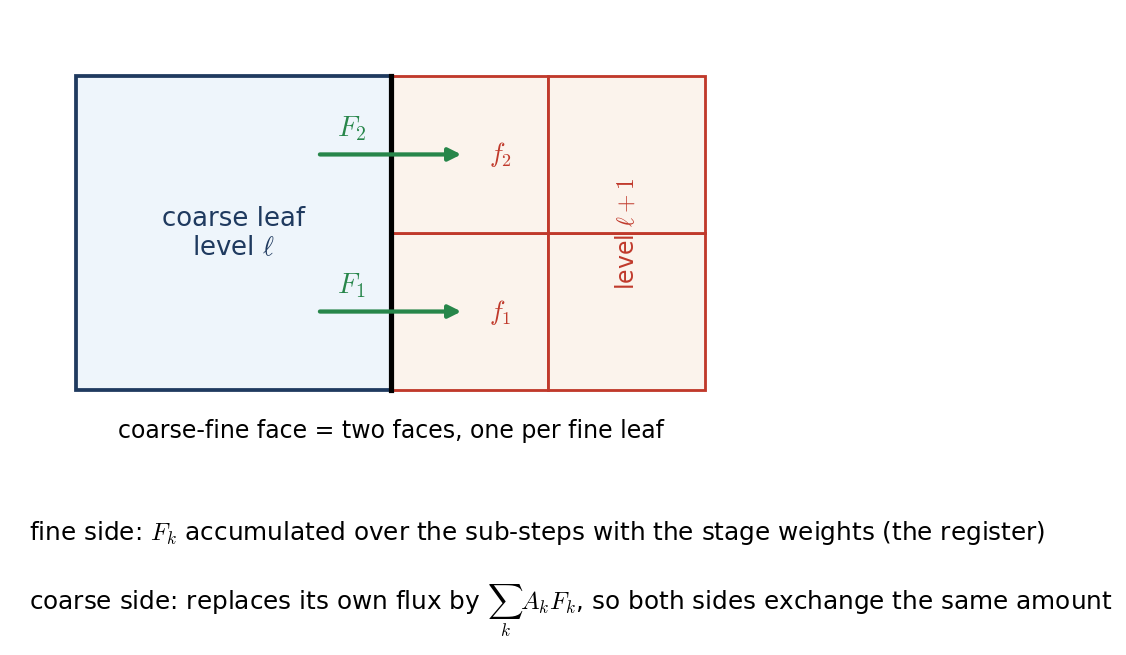 F₂
f₂
coarse leaf
level ℓ
level ℓ + 1
F₁
f₁
coarse-fine face = two faces, one per fine leaf
fine side: Fₖ accumulated over the sub-steps with the stage weights (the register)
coarse side: replaces its own flux by ∑ₖ AₖFₖ, so both sides exchange the same amount